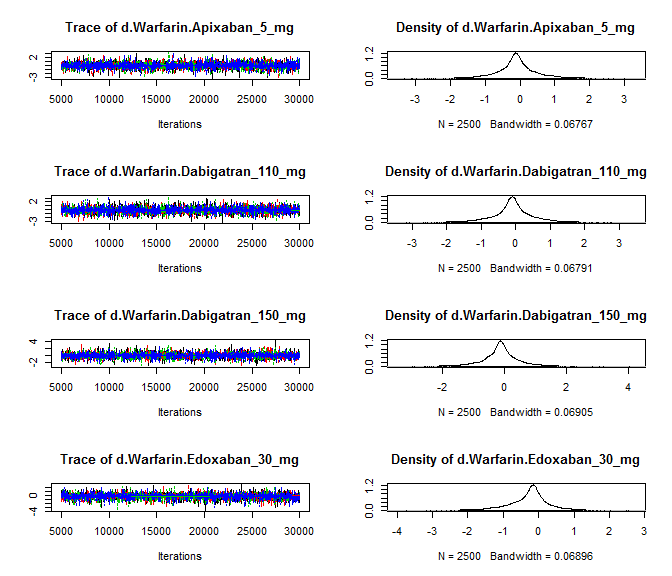 Trace of d.Warfarin.Apixaban_5_mg
2
-3
5000 10000 15000 20000 25000 30000
Iterations
Density of d.Warfarin.Apixaban_5_mg
1.2
0.0
-3 -2 -1 0 1 2 3
N = 2500 Bandwidth = 0.06767
Trace of d.Warfarin.Dabigatran_110_mg
2
-3
5000 10000 15000 20000 25000 30000
Iterations
Density of d.Warfarin.Dabigatran_110_mg
1.2
0.0
-3 -2 -1 0 1 2 3
N = 2500 Bandwidth = 0.06791
Trace of d.Warfarin.Dabigatran_150_mg
4
-2
5000 10000 15000 20000 25000 30000
Iterations
Density of d.Warfarin.Dabigatran_150_mg
1.2
0.0
-2 0 2 4
N = 2500 Bandwidth = 0.06905
Trace of d.Warfarin.Edoxaban_30_mg
0
-4
5000 10000 15000 20000 25000 30000
Iterations
Density of d.Warfarin.Edoxaban_30_mg
1.2
0.0
-4 -3 -2 -1 0 1 2 3
N = 2500 Bandwidth = 0.06896